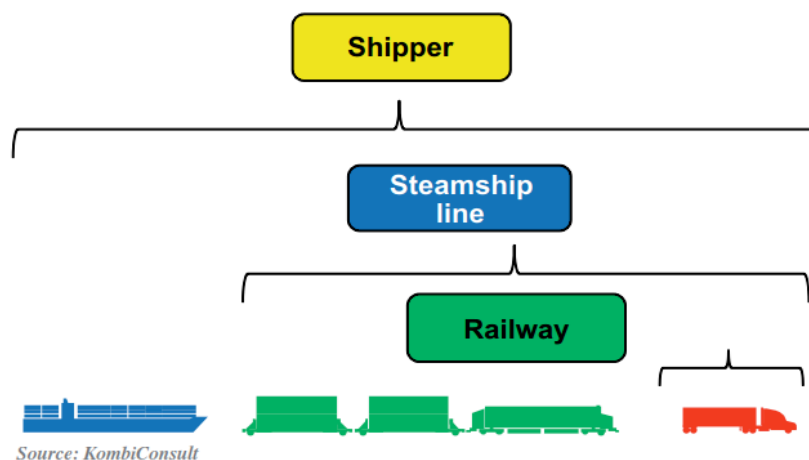 Shipper
Steamship
line
Railway
Source: KombiConsult